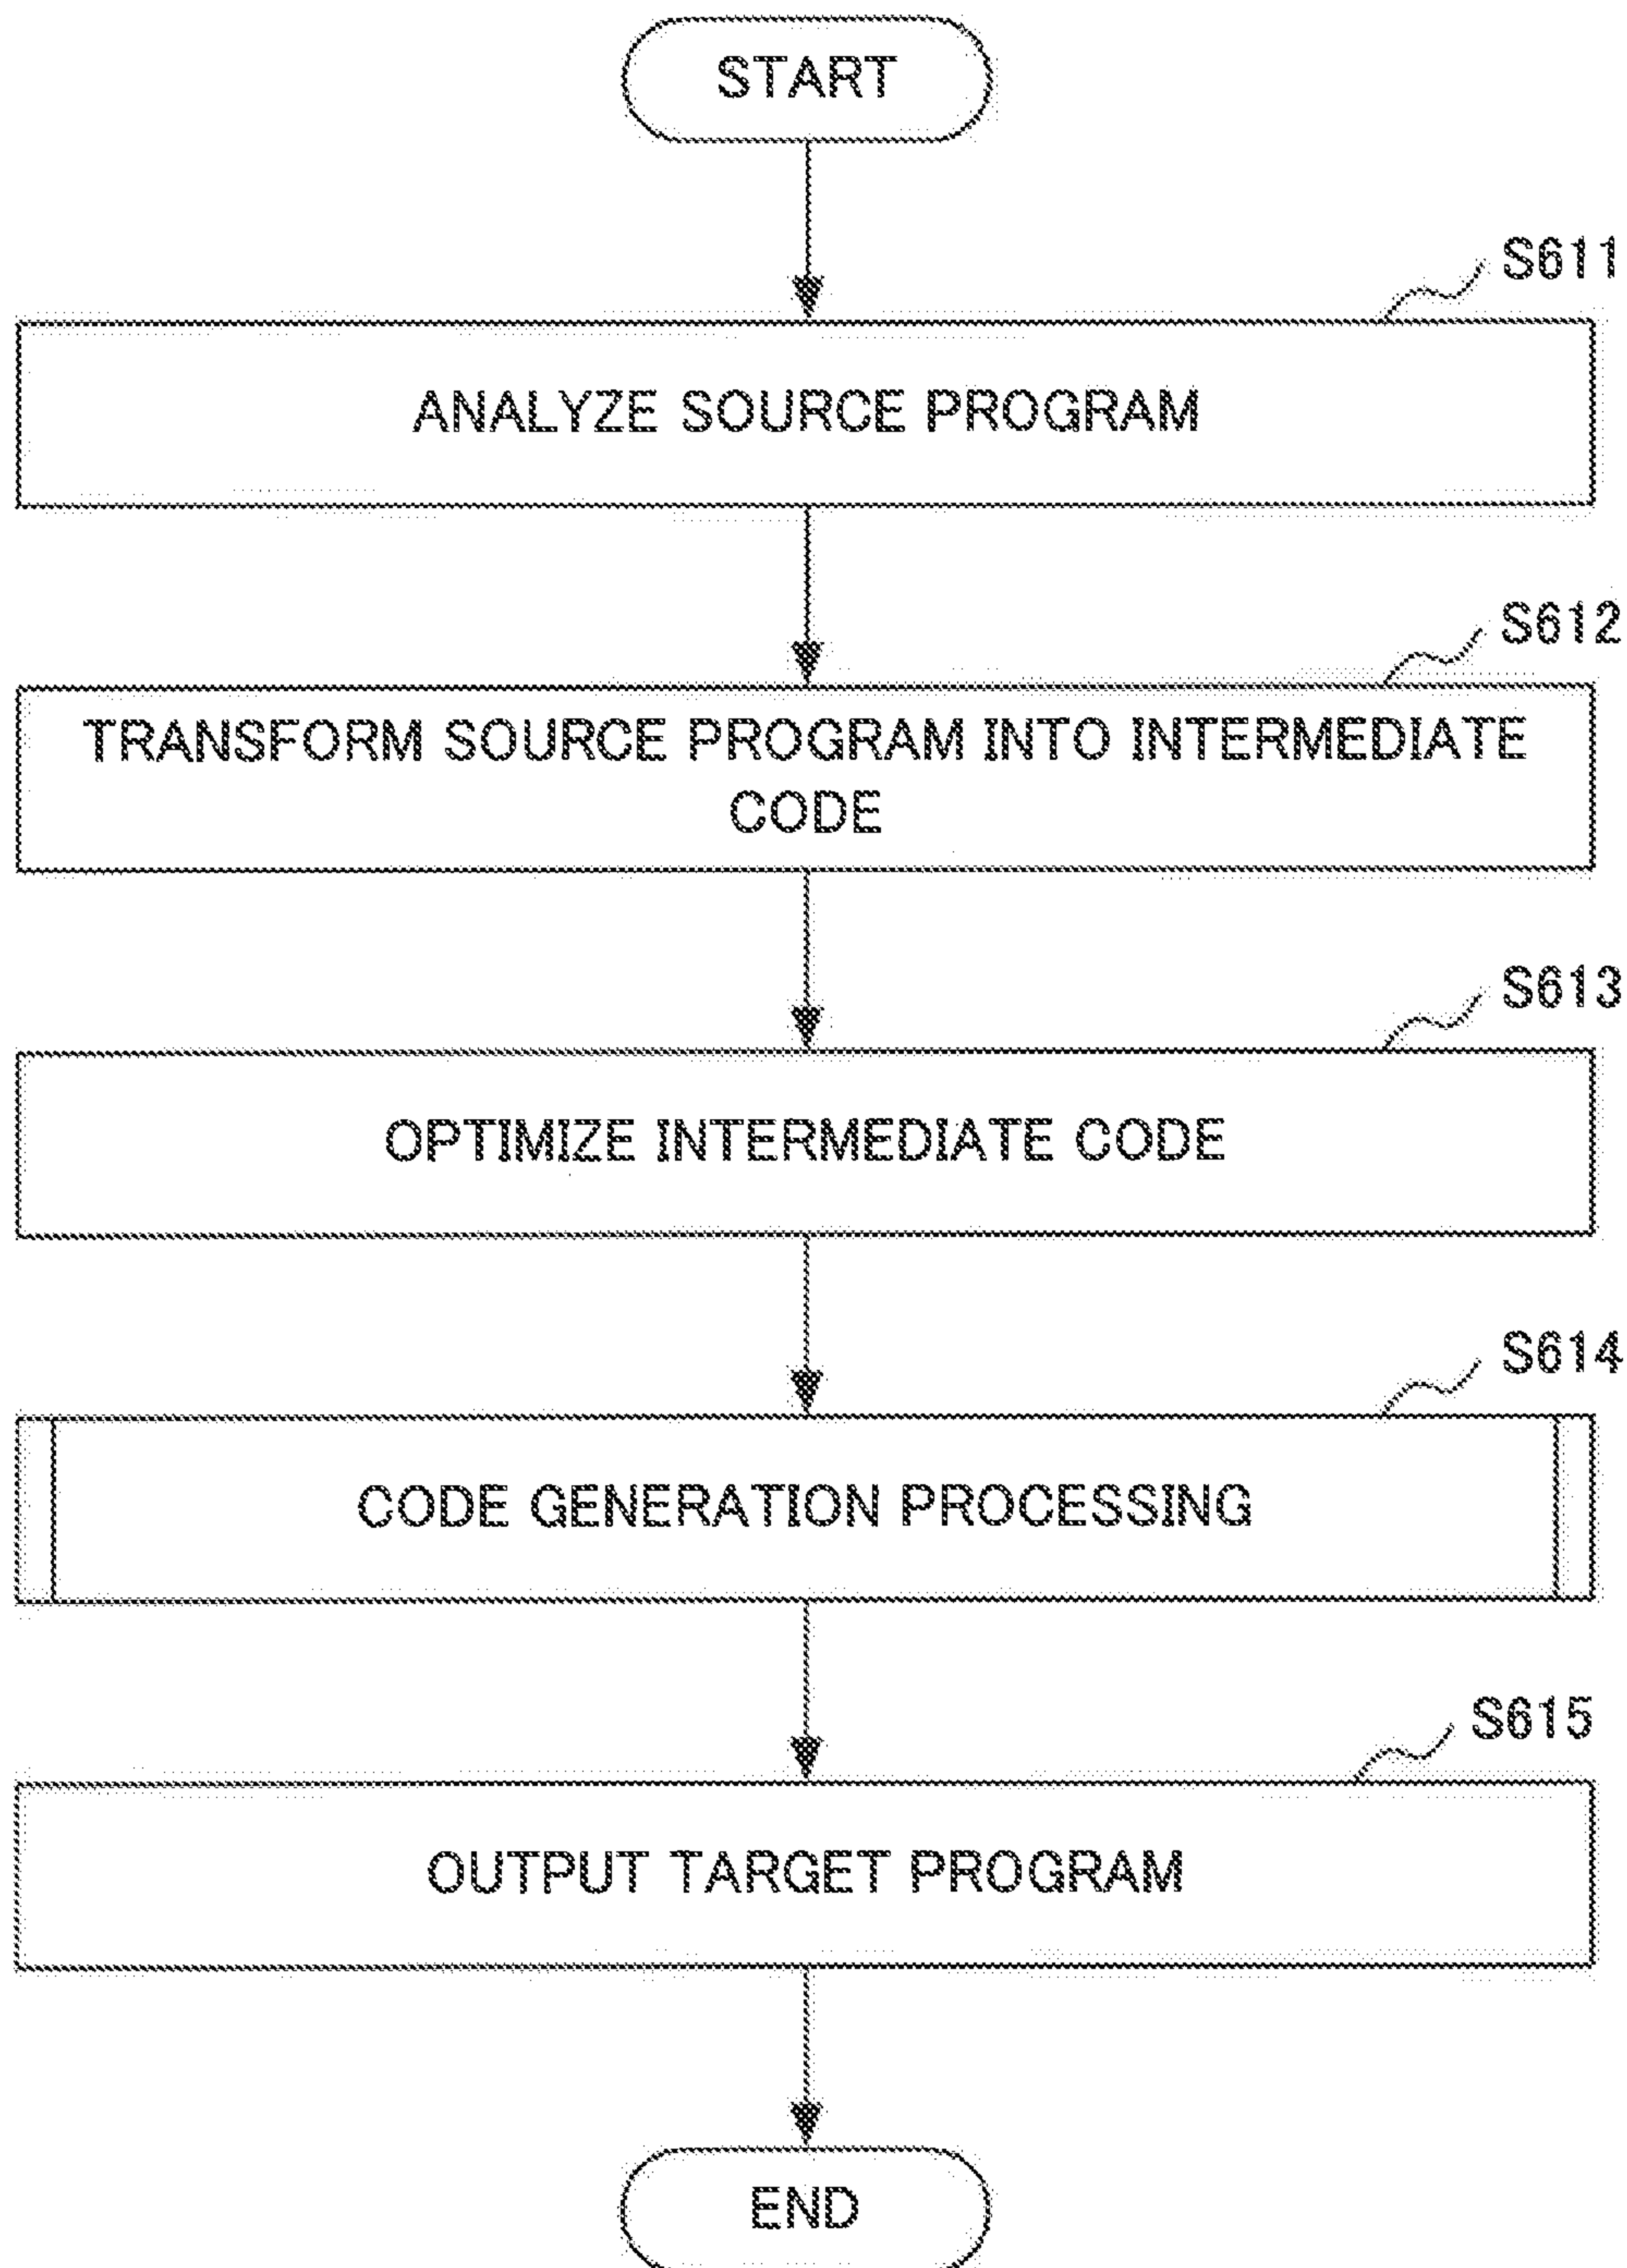 START
S611
ANALYZE SOURCE PROGRAM
S612
TRANSFORM SOURCE PROGRAM INTO INTERMEDIATE
CODE
S613
OPTIMIZE INTERMEDIATE CODE
S614
CODE GENERATION PROCESSING
S615
OUTPUT TARGET PROGRAM
END